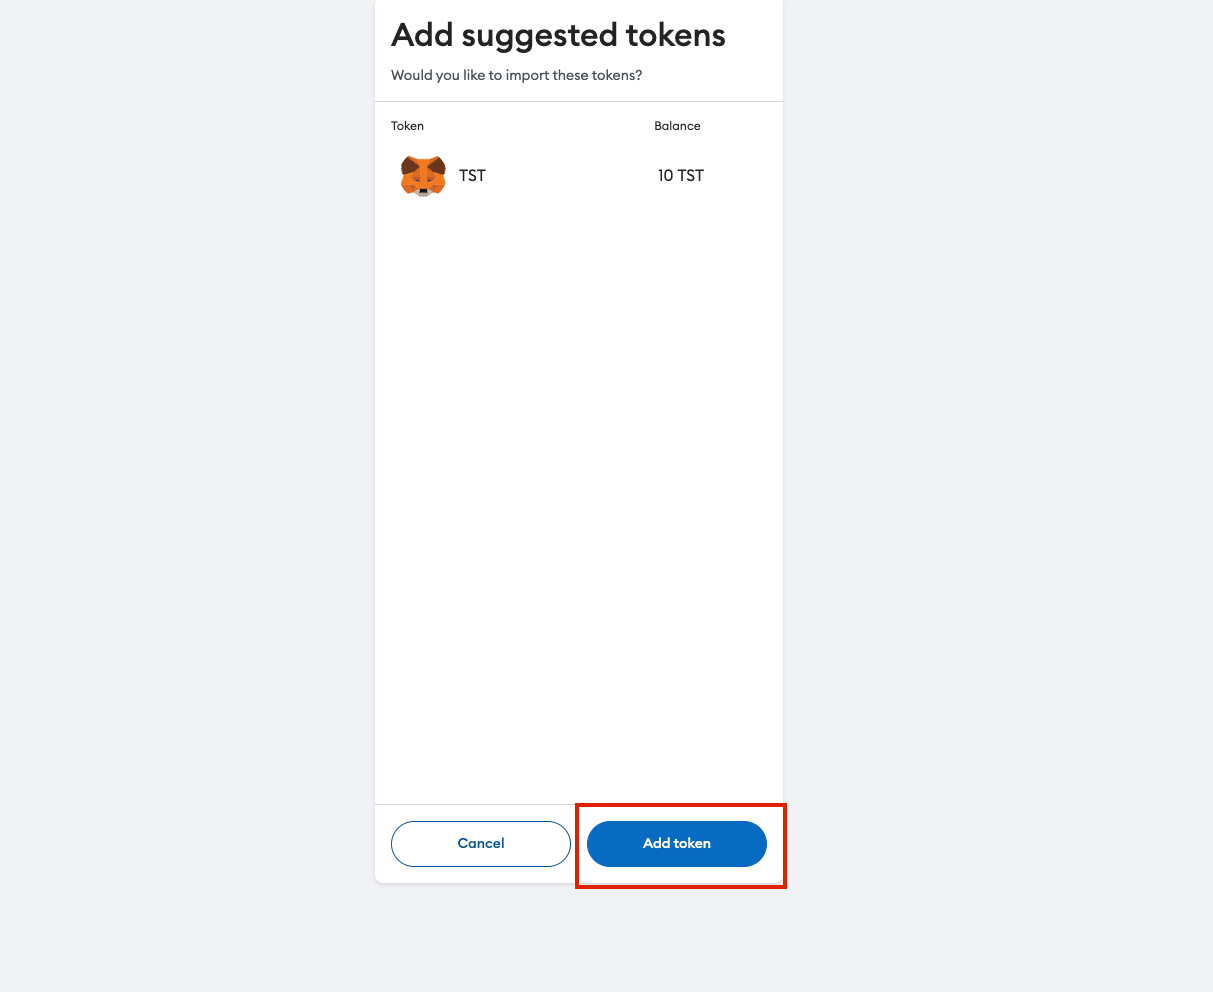 Add suggested tokens
Would you like to import these tokens?
Token Balance
TST 10 TST
Cancel Add token